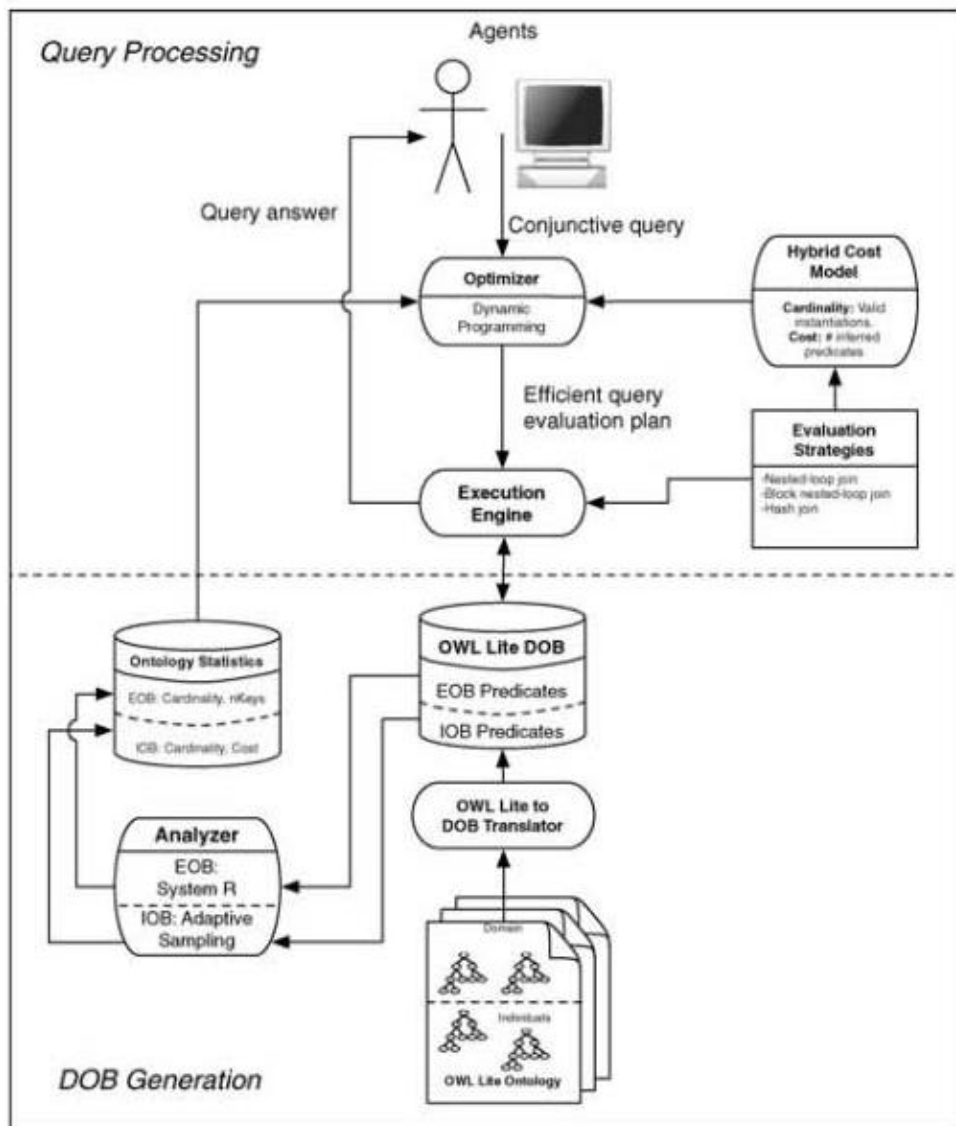 Agents
Query Processing
Query answer
Conjunctive query
Optimizer
Dynamic
Programming
Hybrid Cost
Model
Cardinality: Valid
instantiations.
Cost: # inferred
predicates
Efficient query
evaluation plan
Evaluation
Strategies
-Nested-loop join
-Block nested-loop join
-Hash join
Execution
Engine
Ontology Statistics
EOB: Cardinality, nKeys
IOB: Cardinality, Cost
OWL Lite DOB
EOB Predicates
IOB Predicates
OWL Lite to
DOB Translator
Analyzer
EOB:
System R
IOB: Adaptive
Sampling
Domain
Individuals
OWL Lite Ontology
DOB Generation